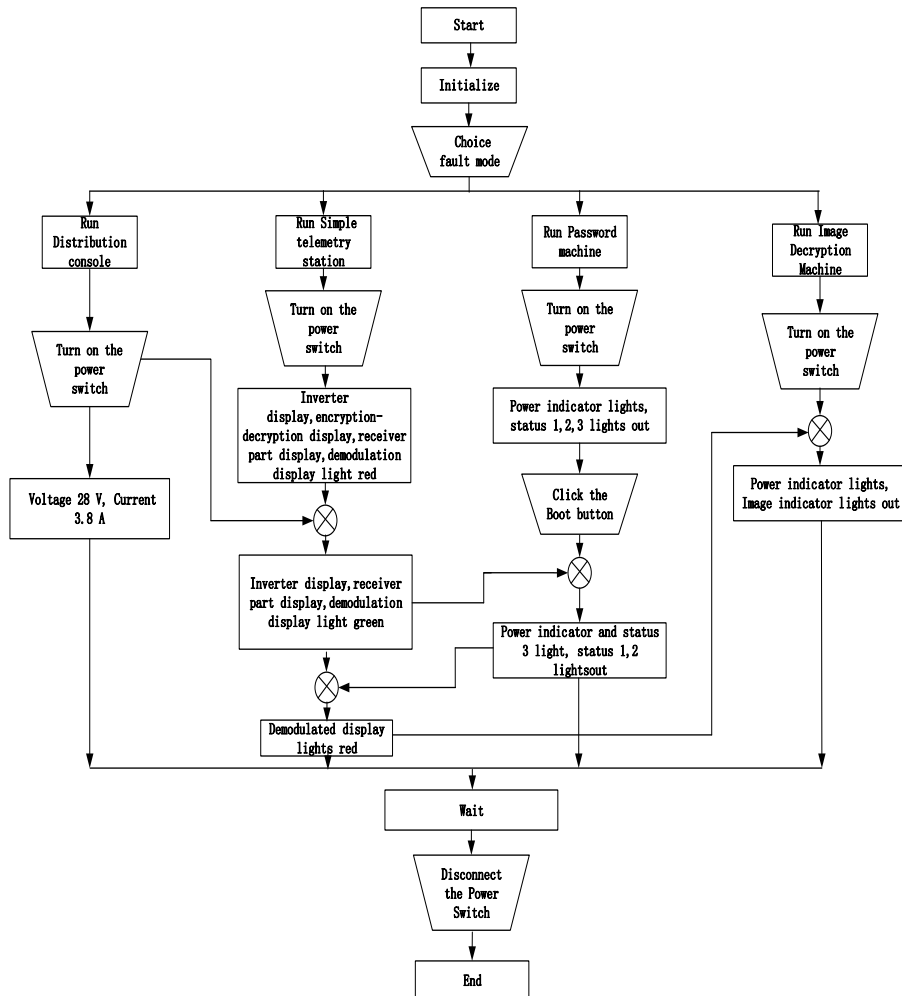 Start
Initialize
Choice
fault mode
Run
Distribution
console
Run Simple
telemetry
station
Run Password
machine
Run Image
Decryption
Machine
Turn on the
power
switch
Turn on the
power
switch
Turn on the
power
switch
Turn on the
power
switch
Inverter
display,encryption-
decryption display,receiver
part display,demodulation
display light red
Power indicator lights,
status 1,2,3 lights out
Voltage 28 V, Current
3.8 A
Click the
Boot button
Power indicator lights,
Image indicator lights out
Inverter display,receiver
part display,demodulation
display light green
Power indicator and status
3 light, status 1,2
lightsout
Demodulated display
lights red
Wait
Disconnect
the Power
Switch
End